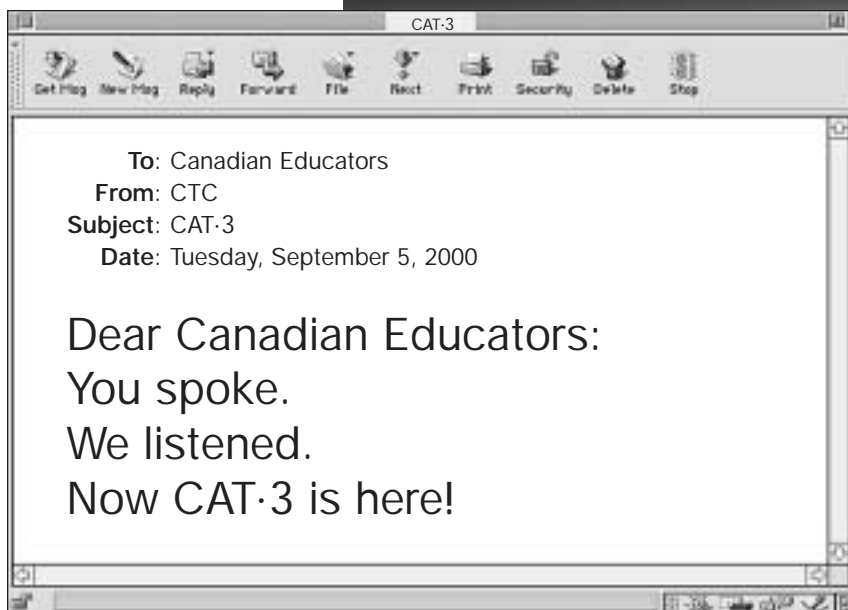 CAT·3
Get Msg New Msg Reply Forward File Next Print Security Delete Stop
To: Canadian Educators
From: CTC
Subject: CAT·3
Date: Tuesday, September 5, 2000
Dear Canadian Educators:
You spoke.
We listened.
Now CAT·3 is here!